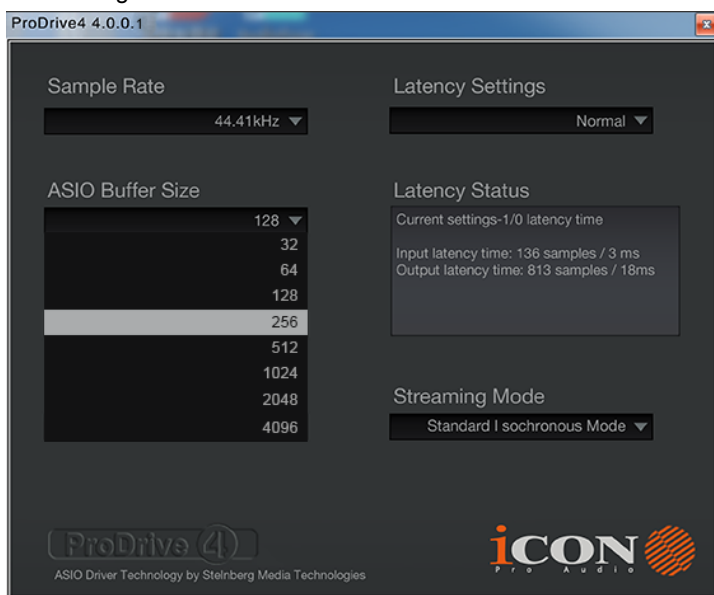 ProDrive4 4.0.0.1
x
Sample Rate
44.41kHz
Latency Settings
Normal
ASIO Buffer Size
128
32
64
128
256
512
1024
2048
4096
Latency Status
Current settings-1/0 latency time
Input latency time: 136 samples / 3 ms
Output latency time: 813 samples / 18ms
Streaming Mode
Standard I sochronous Mode
ProDrive 4
ASIO Driver Technology by Steinberg Media Technologies
iCON
Pro Audio